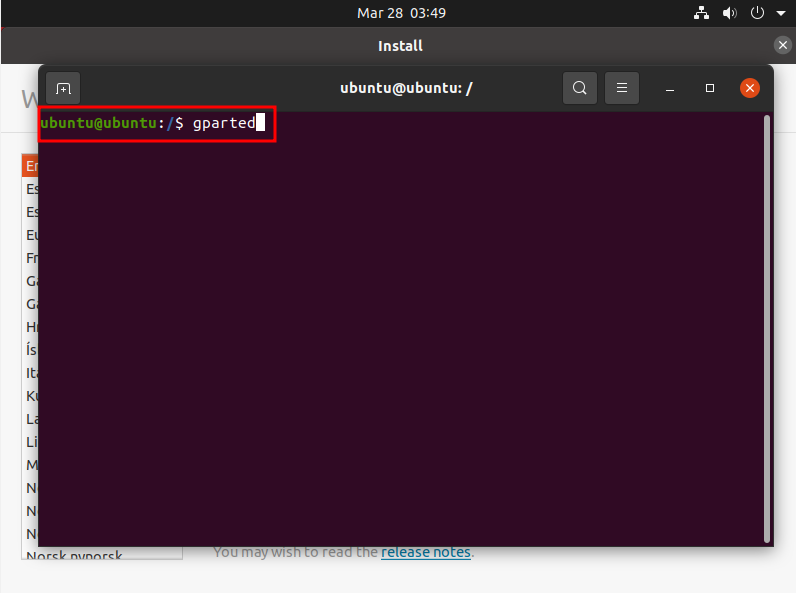 Mar 28 03:49
Install
ubuntu@ubuntu: /
ubuntu@ubuntu:/$ gparted
W
En
Es
Es
Eu
Fr
Ga
Ga
Hr
Ís
Ita
Ku
La
Li
M
N
N
N
Norsk nynorsk
You may wish to read the release notes.